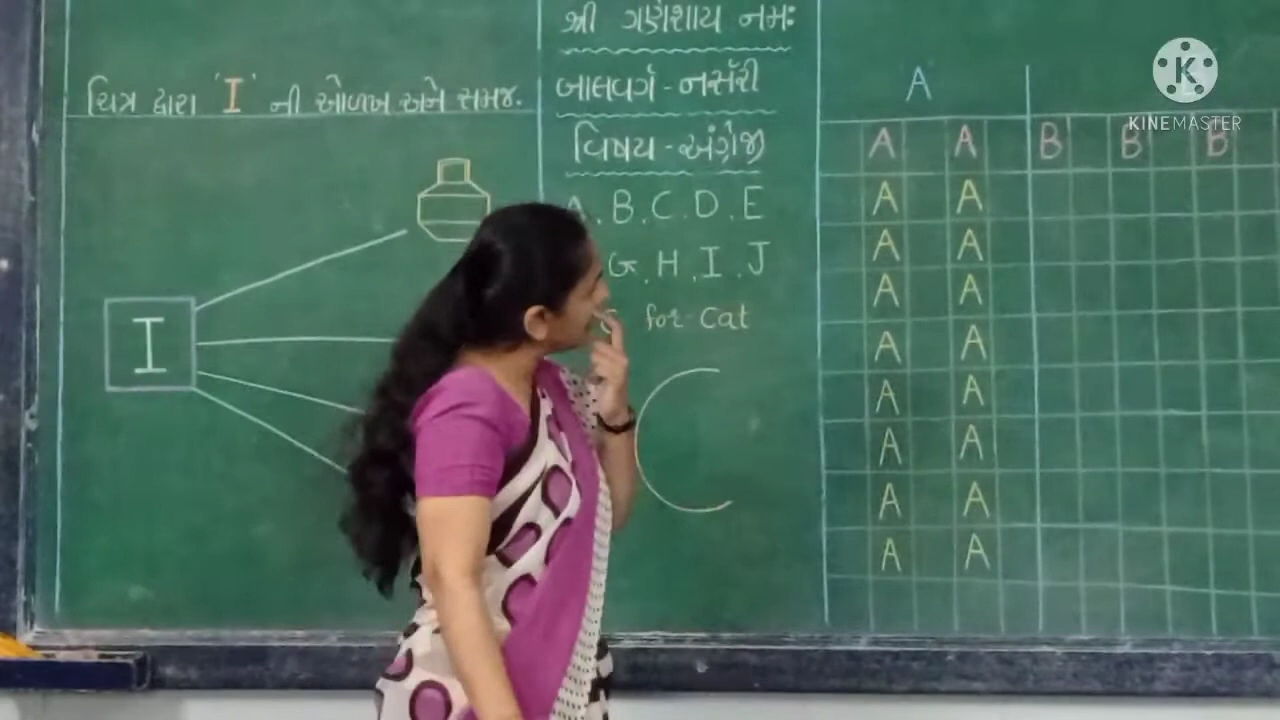 ચિત્ર દ્વારા 'I' ની ઓળખ અને સમજ.
I
શ્રી ગણેશાય નમઃ
બાલવર્ગ - નર્સરી
વિષય - અંગ્રેજી
A . B . C . D . E
G . H . I . J
for Cat
C
A
A A B B B
A A
A A
A A
A A
A A
A A
A A
A A
K
KINEMASTER